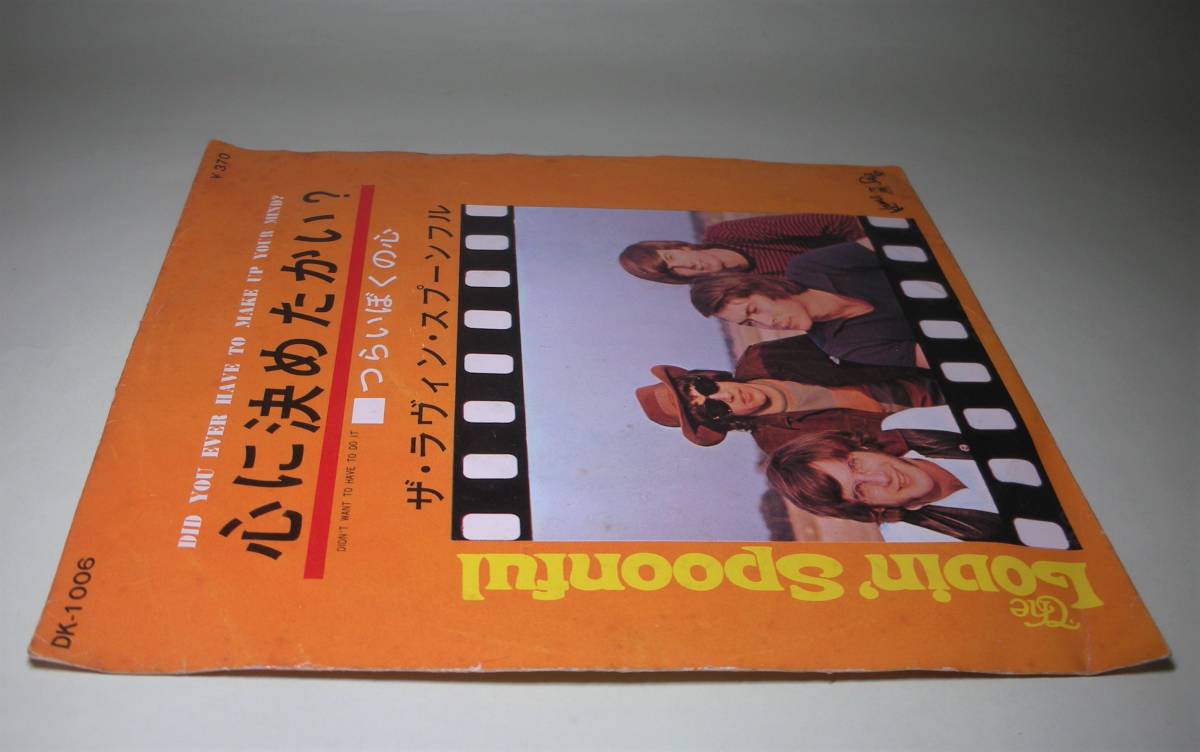 DK-1006
¥370
DID YOU EVER HAVE TO MAKE UP YOUR MIND?
心に決めたかい?
■つらいぼくの心
DIDN'T WANT TO HAVE TO DO IT
ザ・ラヴィン・スプーンフル
The
Lovin' Spoonful